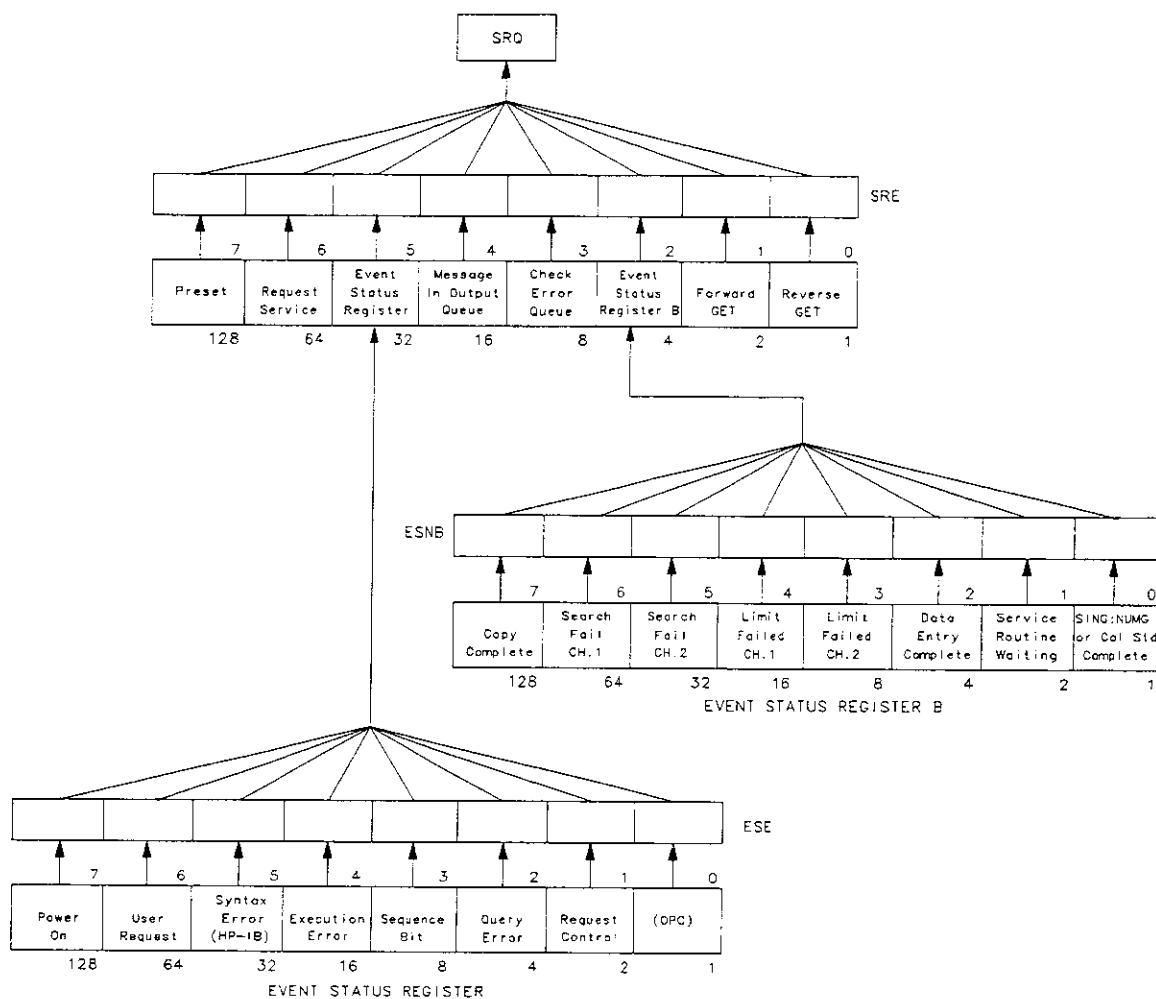 SRQ
SRE
7 6 5 4 3 2 1 0
Preset
Request
Service
Event
Status
Register
Message
In Output
Queue
Check
Error
Queue
Event
Status
Register B
Forward
GET
Reverse
GET
128 64 32 16 8 4 2 1
ESNB
7 6 5 4 3 2 1 0
Copy
Complete
Search
Fail
CH.1
Search
Fail
CH.2
Limit
Failed
CH.1
Limit
Failed
CH.2
Data
Entry
Complete
Service
Routine
Waiting
SING:NUMG
or Cal Std
Complete
128 64 32 16 8 4 2 1
EVENT STATUS REGISTER B
ESE
7 6 5 4 3 2 1 0
Power
On
User
Request
Syntax
Error
(HP-IB)
Execution
Error
Sequence
Bit
Query
Error
Request
Control
(OPC)
128 64 32 16 8 4 2 1
EVENT STATUS REGISTER